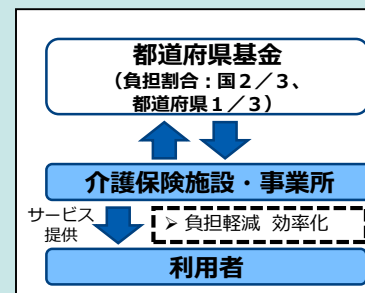 都道府県基金
（負担割合：国２／３、
都道府県１／３）
介護保険施設・事業所
サービス
提供
➢ 負担軽減 効率化
利用者